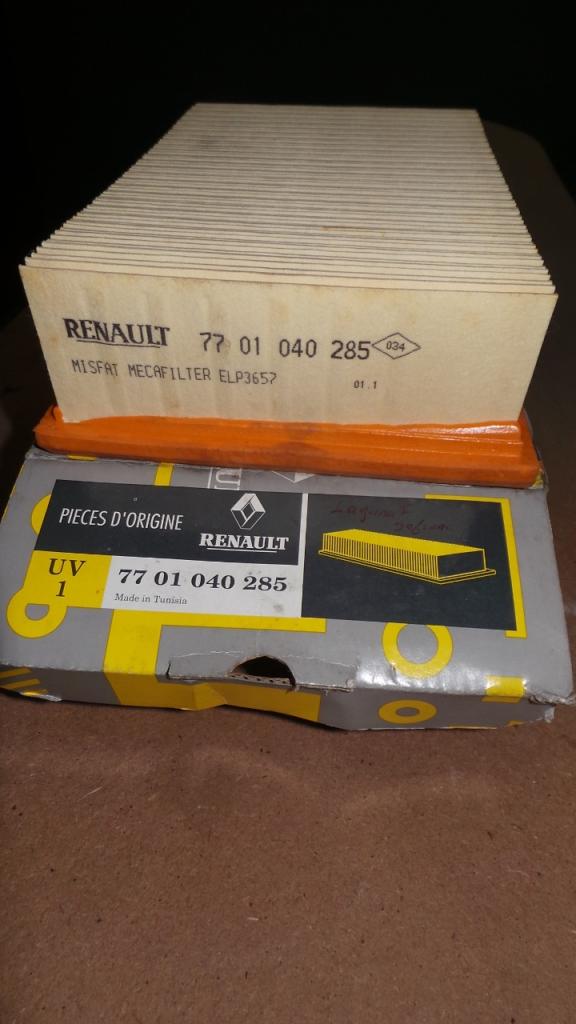 RENAULT 77 01 040 285 034
MISFAT MECAFILTER ELP3657 01.1
PIECES D'ORIGINE
RENAULT
Laguna I
UV
1
77 01 040 285
Made in Tunisia